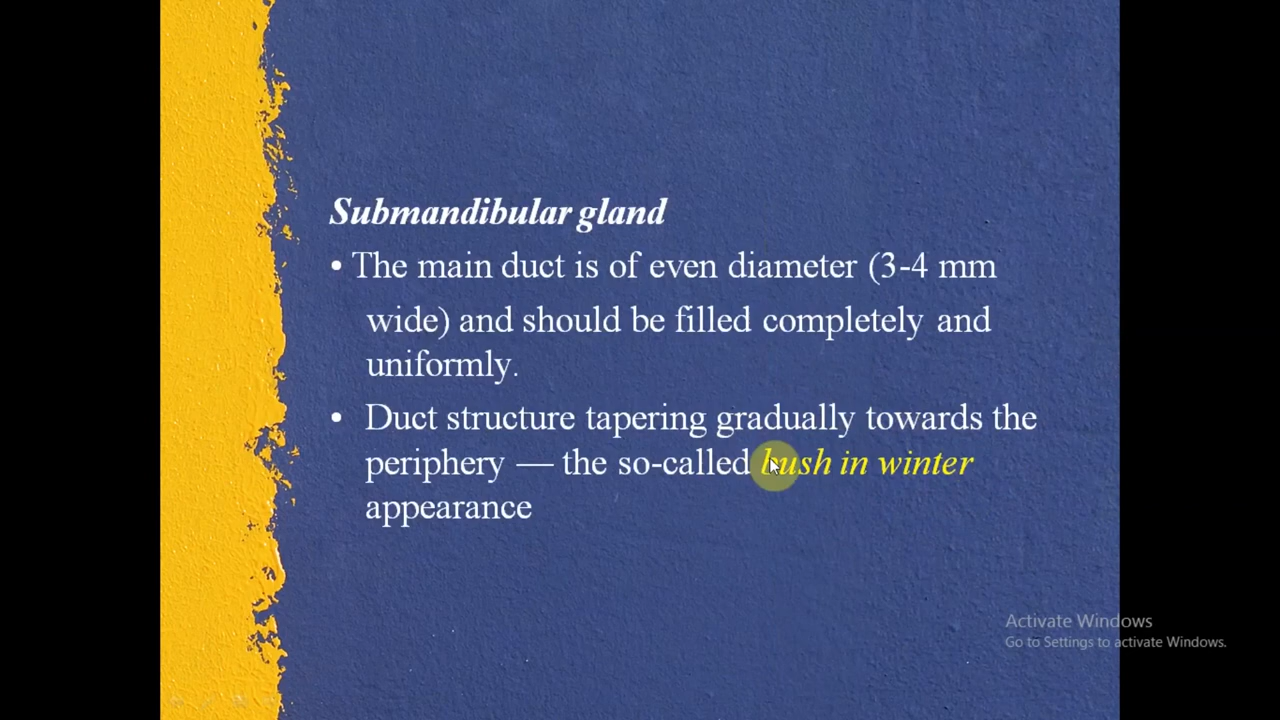 Submandibular gland
• The main duct is of even diameter (3-4 mm
wide) and should be filled completely and
uniformly.
• Duct structure tapering gradually towards the
periphery — the so-called bush in winter
appearance
Activate Windows
Go to Settings to activate Windows.